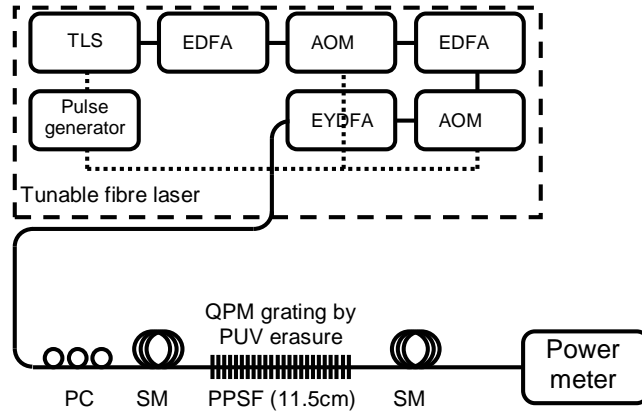 TLS
EDFA
AOM
EDFA
Pulse
generator
EYDFA
AOM
Tunable fibre laser
QPM grating by
PUV erasure
Power
meter
PC
SM
PPSF (11.5cm)
SM